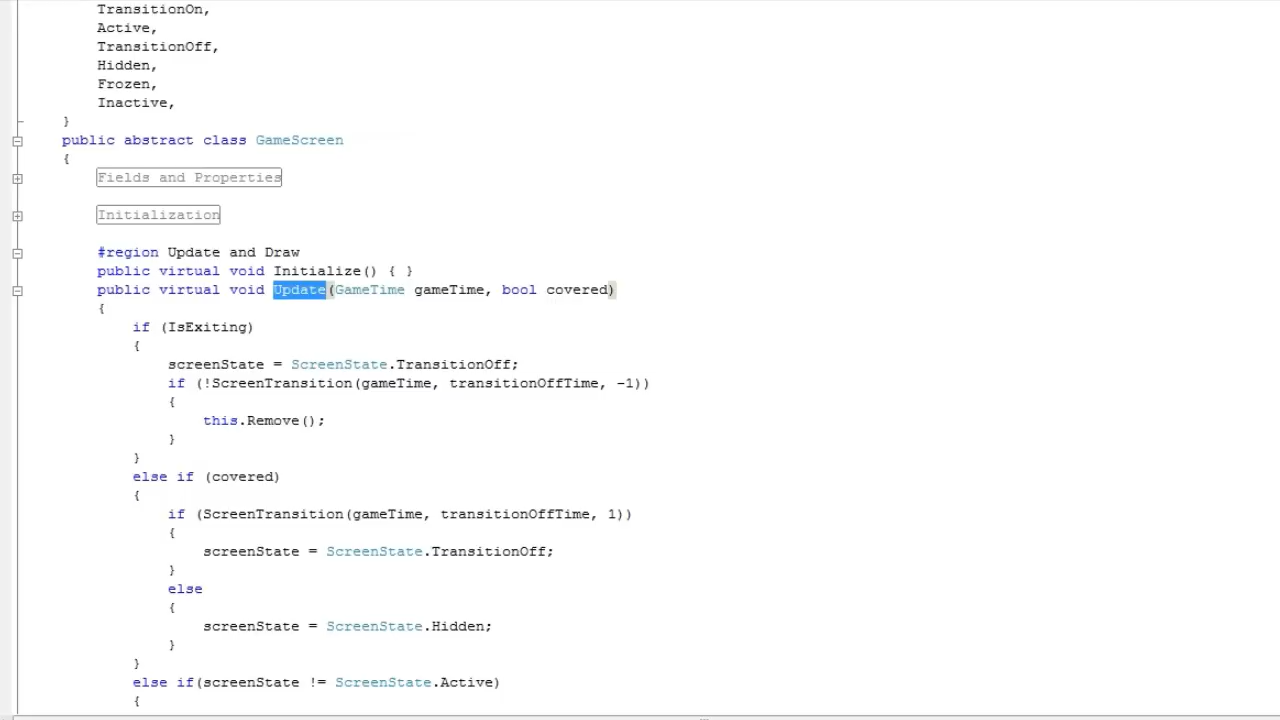 TransitionOn,
Active,
TransitionOff,
Hidden,
Frozen,
Inactive,
}
public abstract class GameScreen
{
Fields and Properties
Initialization
#region Update and Draw
public virtual void Initialize() { }
public virtual void Update(GameTime gameTime, bool covered)
{
if (IsExiting)
{
screenState = ScreenState.TransitionOff;
if (!ScreenTransition(gameTime, transitionOffTime, -1))
{
this.Remove();
}
}
else if (covered)
{
if (ScreenTransition(gameTime, transitionOffTime, 1))
{
screenState = ScreenState.TransitionOff;
}
else
{
screenState = ScreenState.Hidden;
}
}
else if(screenState != ScreenState.Active)
{